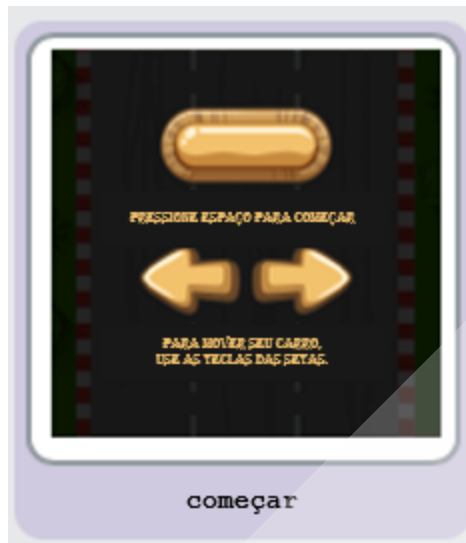 PRESSIONE ESPAÇO PARA COMEÇAR
PARA MOVER SEU CARRO,
USE AS TECLAS DAS SETAS.
começar